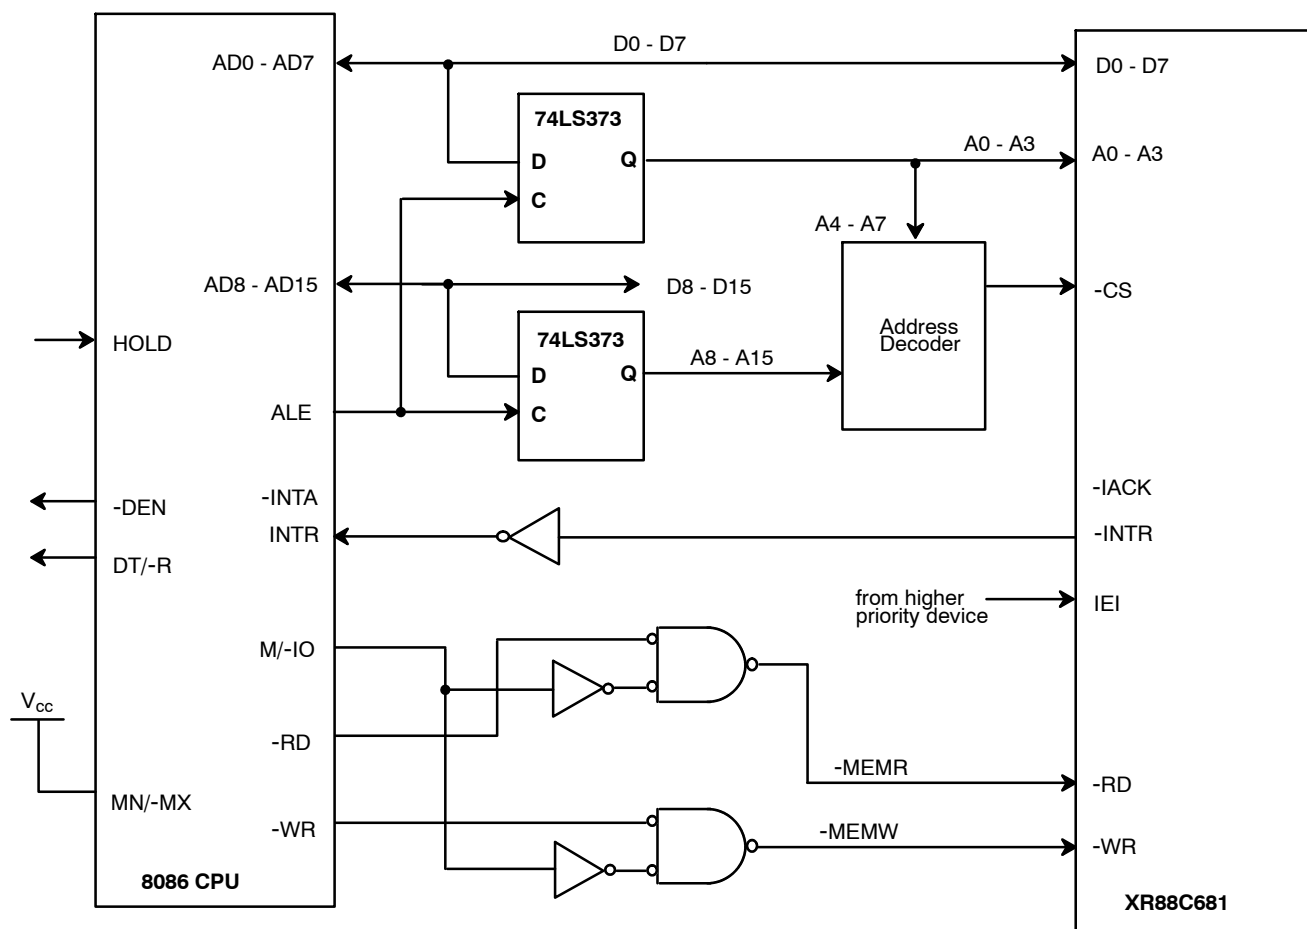 D0 - D7
AD0 - AD7
D0 - D7
74LS373
D
Q
C
A0 - A3
A0 - A3
A4 - A7
AD8 - AD15
D8 - D15
-CS
Address
Decoder
HOLD
74LS373
D
Q
C
A8 - A15
ALE
-DEN
-INTA
-IACK
INTR
-INTR
DT/-R
from higher
priority device
IEI
M/-IO
Vcc
-RD
-MEMR
-RD
MN/-MX
-WR
-MEMW
-WR
8086 CPU
XR88C681